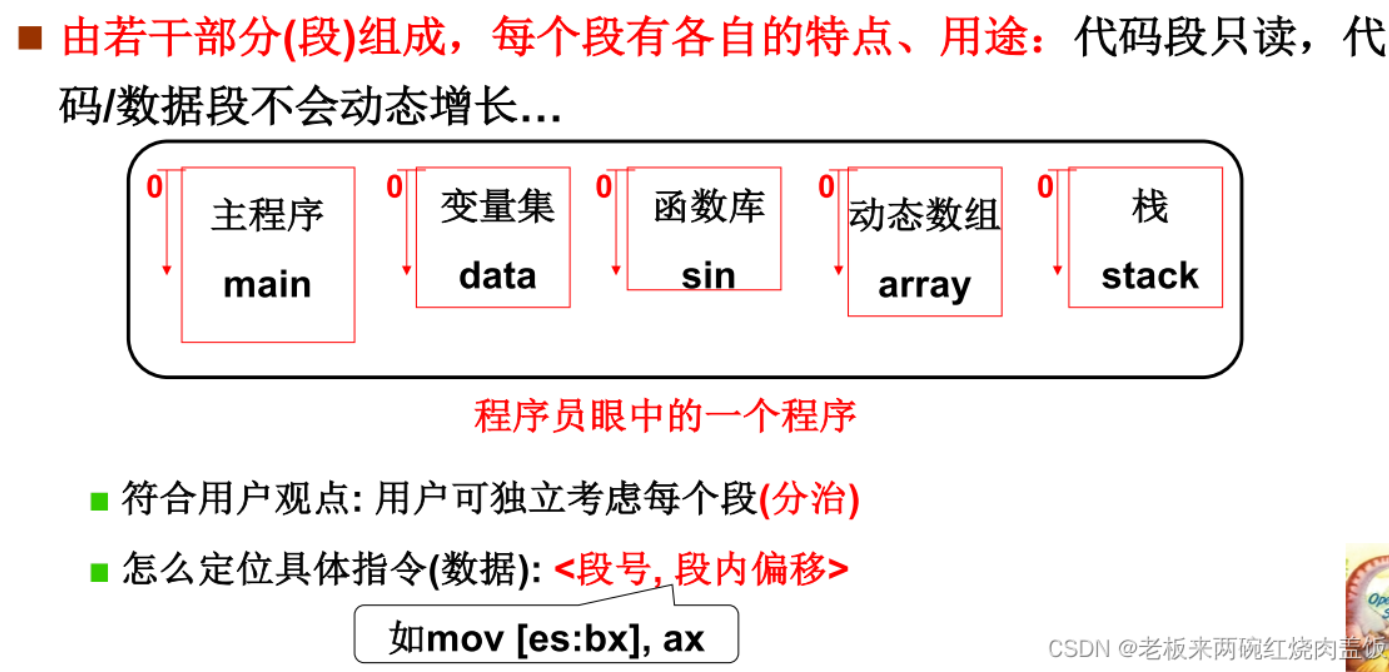 由若干部分(段)组成，每个段有各自的特点、用途：代码段只读，代
码/数据段不会动态增长...
0 主程序 0 变量集 0 函数库 0 动态数组 0 栈
main data sin array stack
程序员眼中的一个程序
符合用户观点: 用户可独立考虑每个段(分治)
怎么定位具体指令(数据): <段号, 段内偏移>
如mov [es:bx], ax
CSDN @老板来两碗红烧肉盖饭